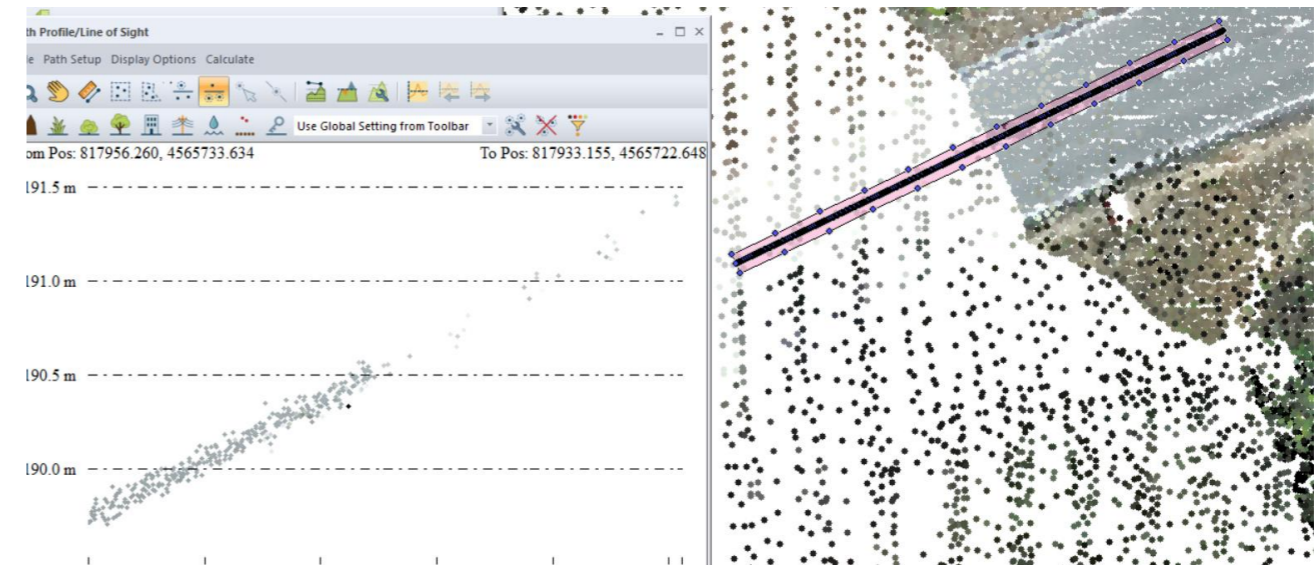 th Profile/Line of Sight
Path Setup Display Options Calculate
Use Global Setting from Toolbar
om Pos: 817956.260, 4565733.634 To Pos: 817933.155, 4565722.648
191.5 m
191.0 m
190.5 m
190.0 m